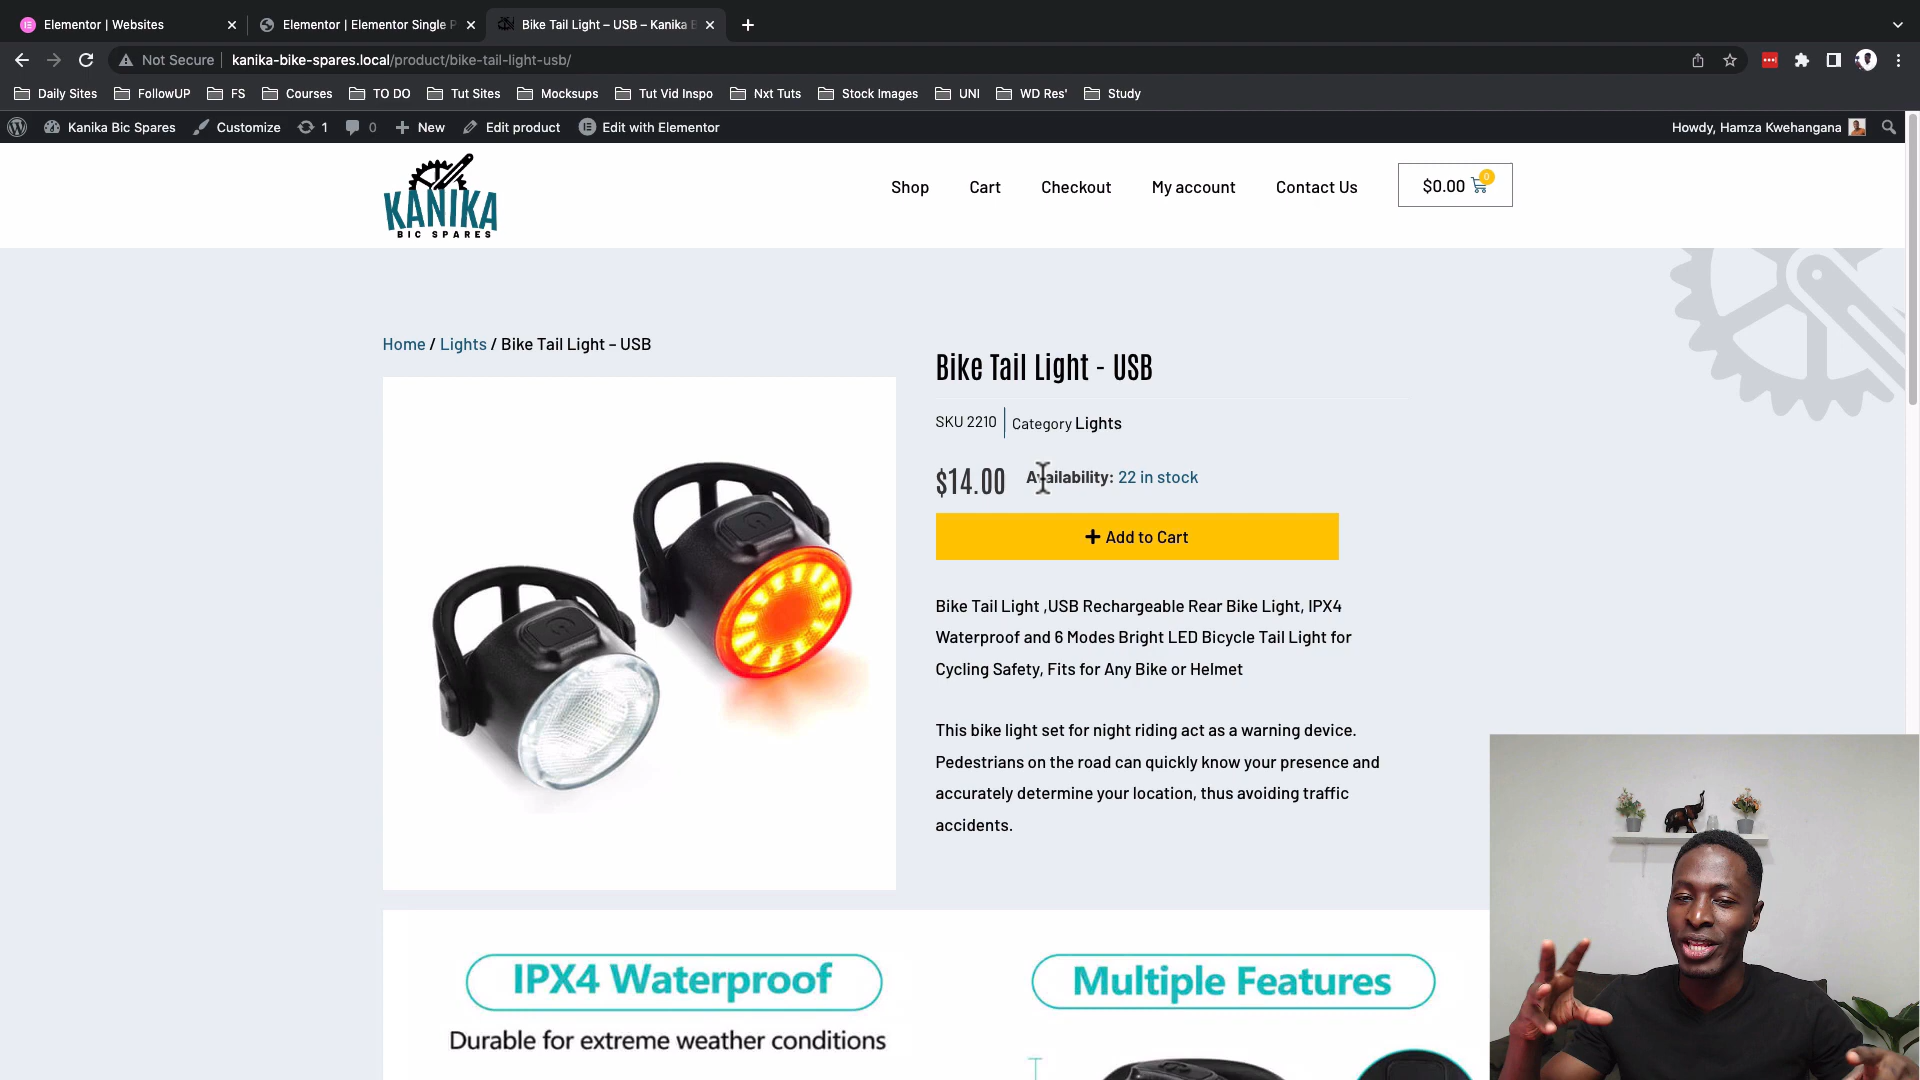 Elementor | Websites
Elementor | Elementor Single P
Bike Tail Light – USB – Kanika B
Not Secure
kanika-bike-spares.local/product/bike-tail-light-usb/
Daily Sites
FollowUP
FS
Courses
TO DO
Tut Sites
Mocksups
Tut Vid Inspo
Nxt Tuts
Stock Images
UNI
WD Res'
Study
Kanika Bic Spares
Customize
1
0
New
Edit product
Edit with Elementor
Howdy, Hamza Kwehangana
KANIKA
BIC SPARES
Shop
Cart
Checkout
My account
Contact Us
$0.00
0
Home / Lights / Bike Tail Light – USB
Bike Tail Light - USB
SKU 2210
Category Lights
$14.00
Availability: 22 in stock
Add to Cart
Bike Tail Light ,USB Rechargeable Rear Bike Light, IPX4
Waterproof and 6 Modes Bright LED Bicycle Tail Light for
Cycling Safety, Fits for Any Bike or Helmet
This bike light set for night riding act as a warning device.
Pedestrians on the road can quickly know your presence and
accurately determine your location, thus avoiding traffic
accidents.
IPX4 Waterproof
Durable for extreme weather conditions
Multiple Features